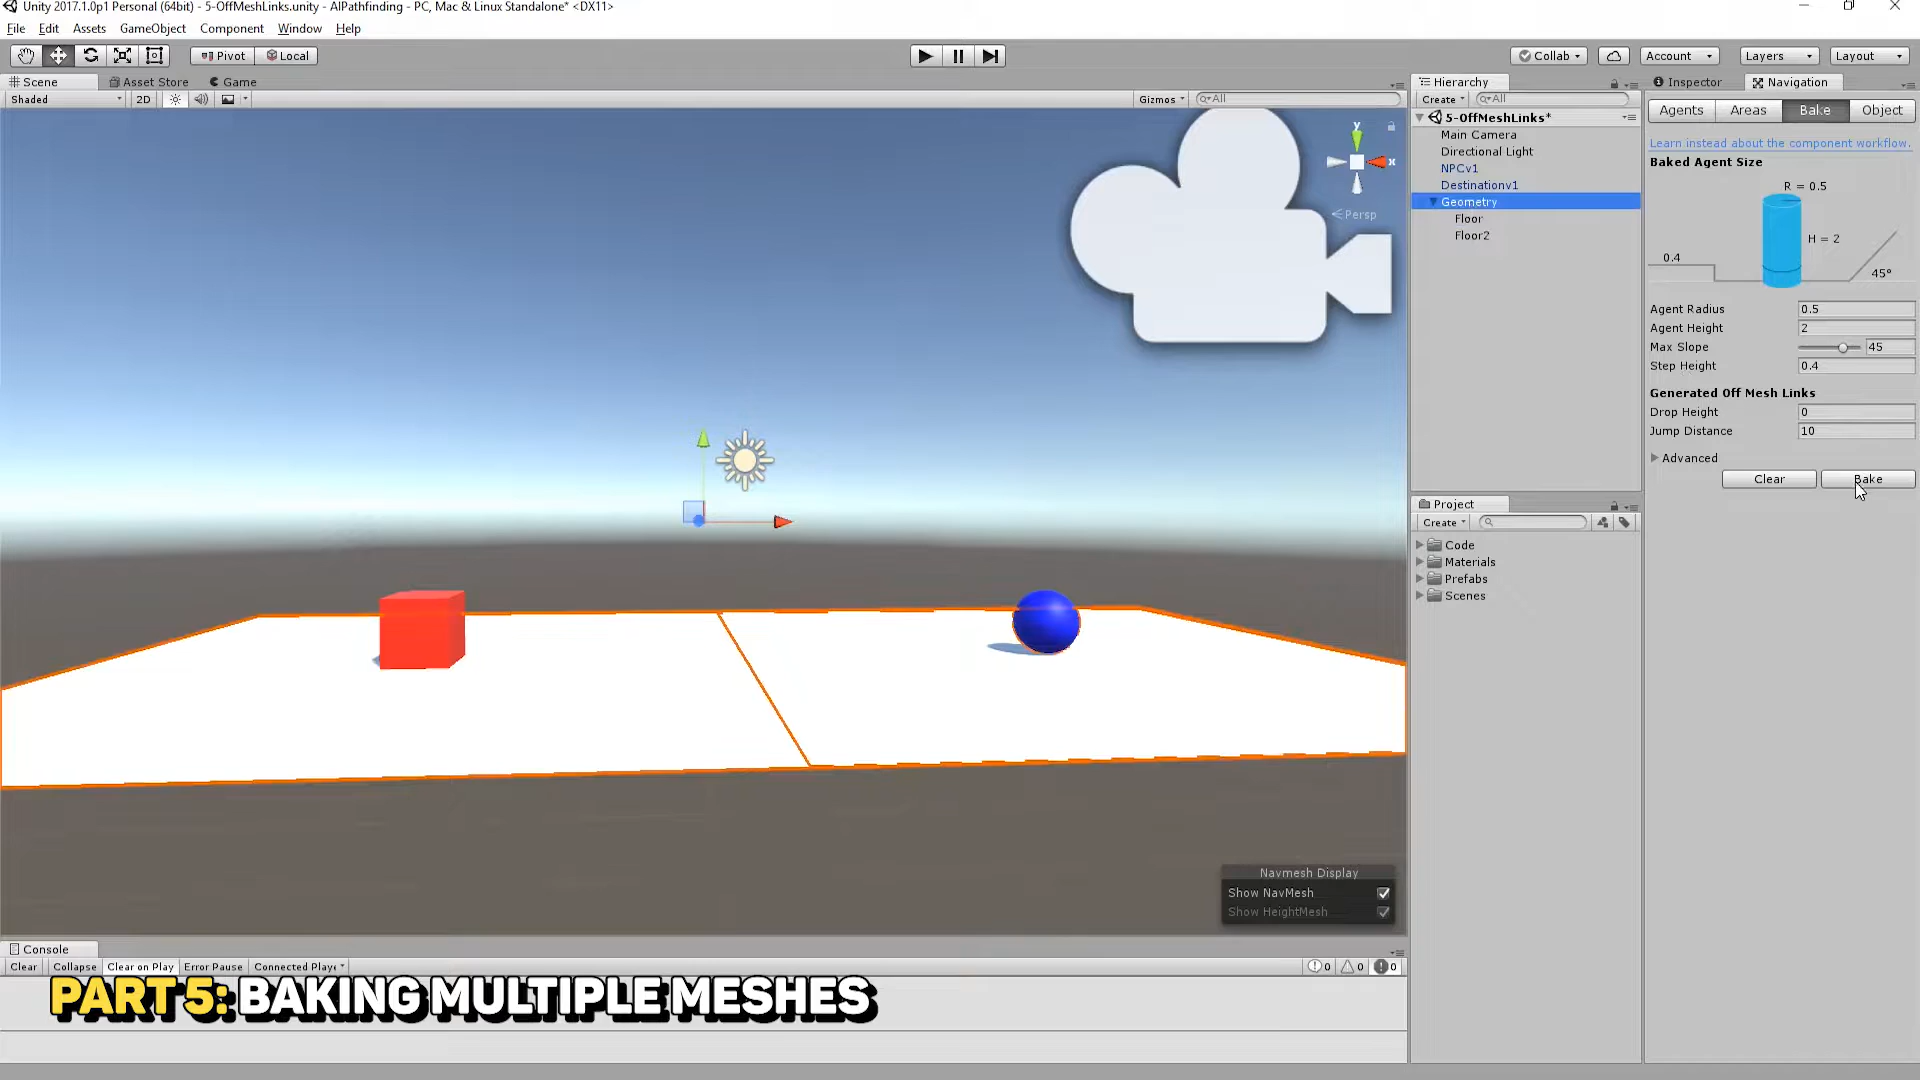 Unity 2017.1.0p1 Personal (64bit) - 5-OffMeshLinks.unity - AIPathfinding - PC, Mac & Linux Standalone* <DX11>
File Edit Assets GameObject Component Window Help
Pivot Local Collab Account Layers Layout
Scene Asset Store Game
Shaded 2D Gizmos All
y
x
Persp
Navmesh Display
Show NavMesh
Show HeightMesh
Hierarchy
Create All
5-OffMeshLinks*
Main Camera
Directional Light
NPCv1
Destinationv1
Geometry
Floor
Floor2
Project
Create
Code
Materials
Prefabs
Scenes
Inspector Navigation
Agents Areas Bake Object
Learn instead about the component workflow.
Baked Agent Size
R = 0.5
H = 2
0.4
45°
Agent Radius 0.5
Agent Height 2
Max Slope 45
Step Height 0.4
Generated Off Mesh Links
Drop Height 0
Jump Distance 10
Advanced
Clear Bake
Console
Clear Collapse Clear on Play Error Pause Connected Playe 0 0 0
PART 5: BAKING MULTIPLE MESHES